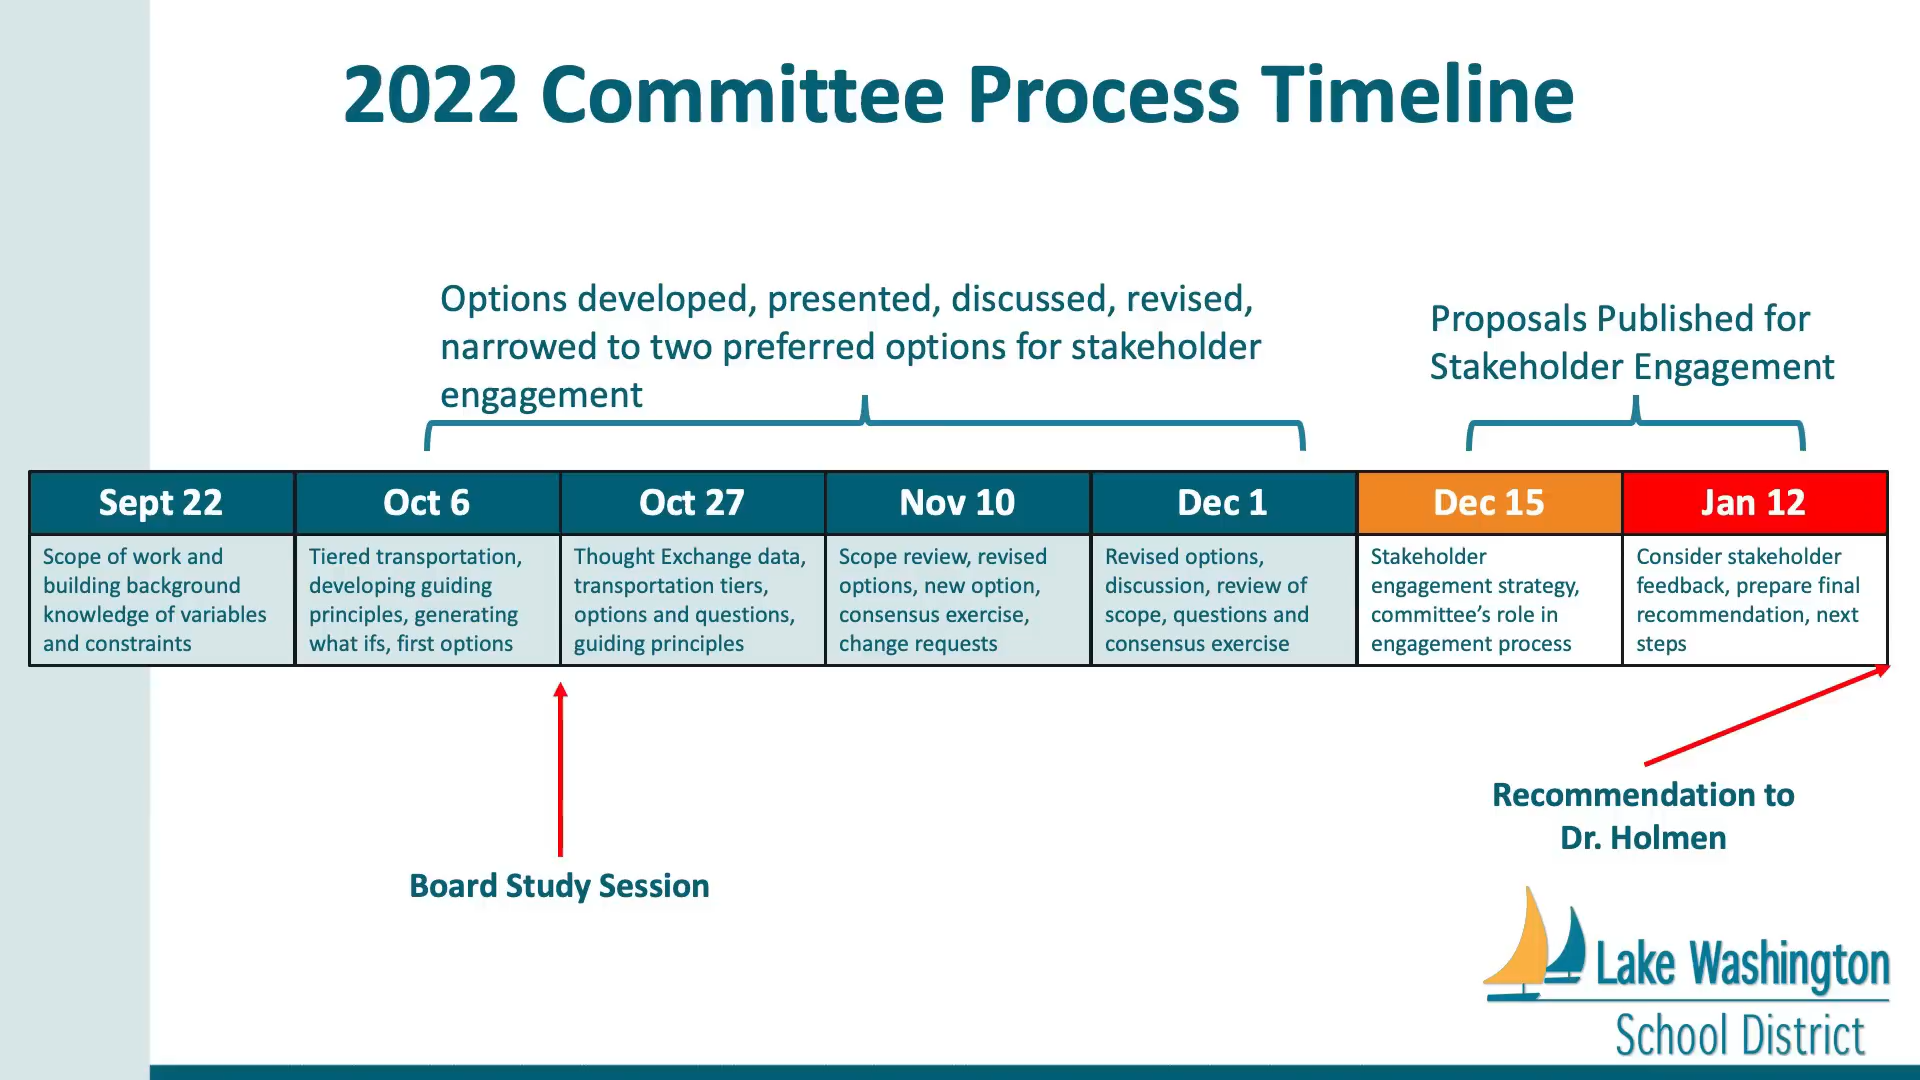 2022 Committee Process Timeline
Options developed, presented, discussed, revised,
narrowed to two preferred options for stakeholder
engagement
Proposals Published for
Stakeholder Engagement
Sept 22
Oct 6
Oct 27
Nov 10
Dec 1
Dec 15
Jan 12
Scope of work and
building background
knowledge of variables
and constraints
Tiered transportation,
developing guiding
principles, generating
what ifs, first options
Thought Exchange data,
transportation tiers,
options and questions,
guiding principles
Scope review, revised
options, new option,
consensus exercise,
change requests
Revised options,
discussion, review of
scope, questions and
consensus exercise
Stakeholder
engagement strategy,
committee’s role in
engagement process
Consider stakeholder
feedback, prepare final
recommendation, next
steps
Board Study Session
Recommendation to
Dr. Holmen
Lake Washington
School District